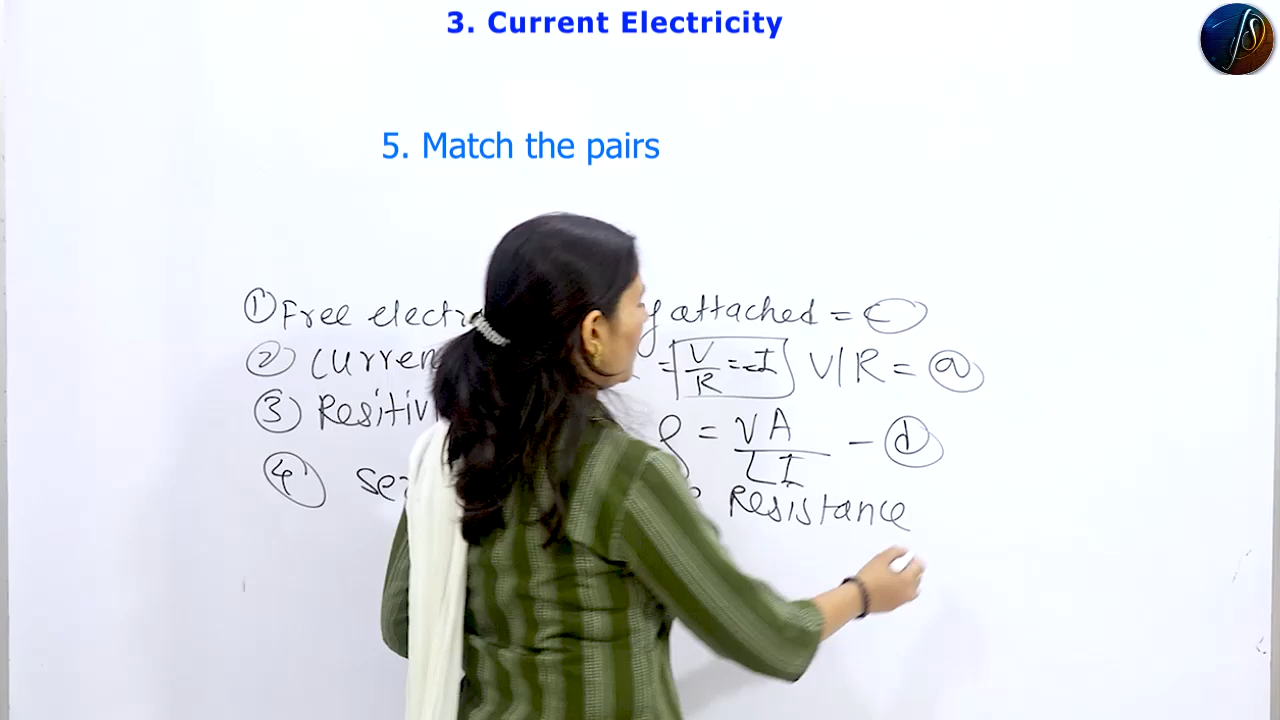 3. Current Electricity
5. Match the pairs
① Free electr y attached =
② Curren = V/R = I V/R = ⓐ
③ Resitiv ρ = VA/LI - ⓓ
④ Se Resistance